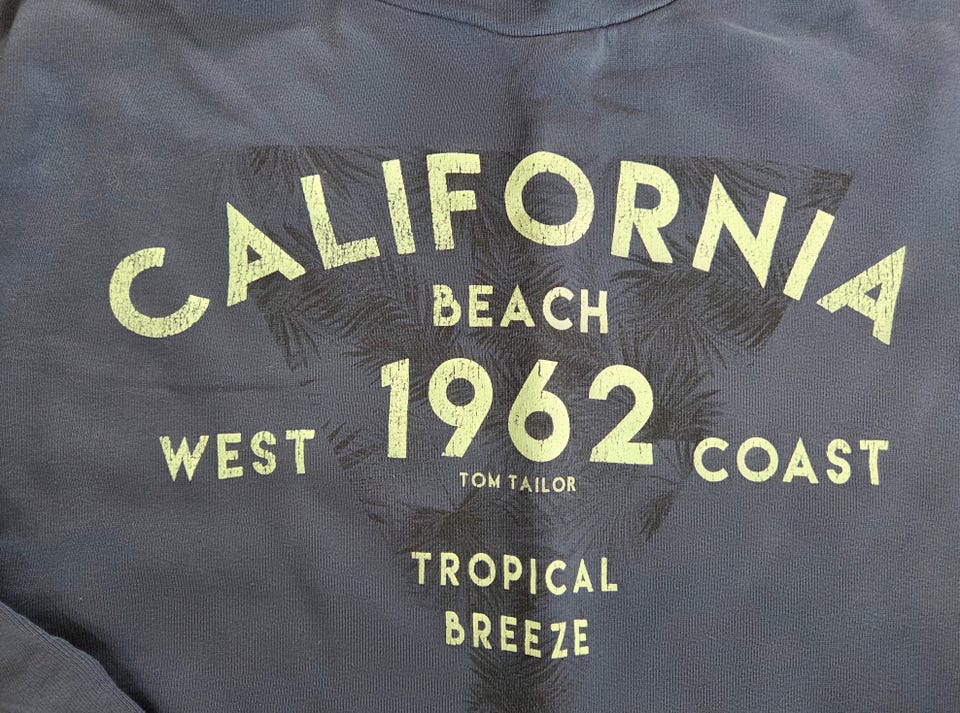 CALIFORNIA
BEACH
1962
WEST COAST
TOM TAILOR
TROPICAL
BREEZE